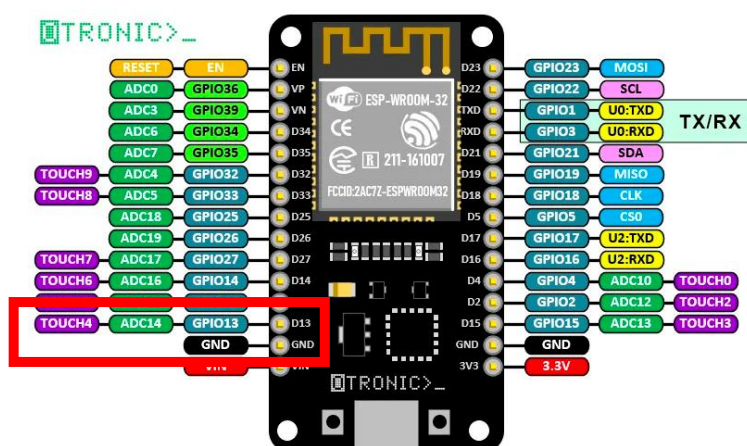 OTRONIC>_
RESET EN EN D23 GPIO23 MOSI
ADC0 GPIO36 VP D22 GPIO22 SCL
ADC3 GPIO39 VN TXD GPIO1 U0:TXD TX/RX
ADC6 GPIO34 D34 RXD GPIO3 U0:RXD
ADC7 GPIO35 D35 D21 GPIO21 SDA
TOUCH9 ADC4 GPIO32 D32 D19 GPIO19 MISO
TOUCH8 ADC5 GPIO33 D33 D18 GPIO18 CLK
ADC18 GPIO25 D25 D5 GPIO5 CS0
ADC19 GPIO26 D26 D17 GPIO17 U2:TXD
TOUCH7 ADC17 GPIO27 D27 D16 GPIO16 U2:RXD
TOUCH6 ADC16 GPIO14 D14 D4 GPIO4 ADC10 TOUCH0
D2 GPIO2 ADC12 TOUCH2
TOUCH4 ADC14 GPIO13 D13 D15 GPIO15 ADC13 TOUCH3
GND GND GND GND
VIN VIN 3V3 3.3V
WiFi ESP-WROOM-32
CE
R 211-161007
FCCID:2AC7Z-ESPWROOM32
OTRONIC>_